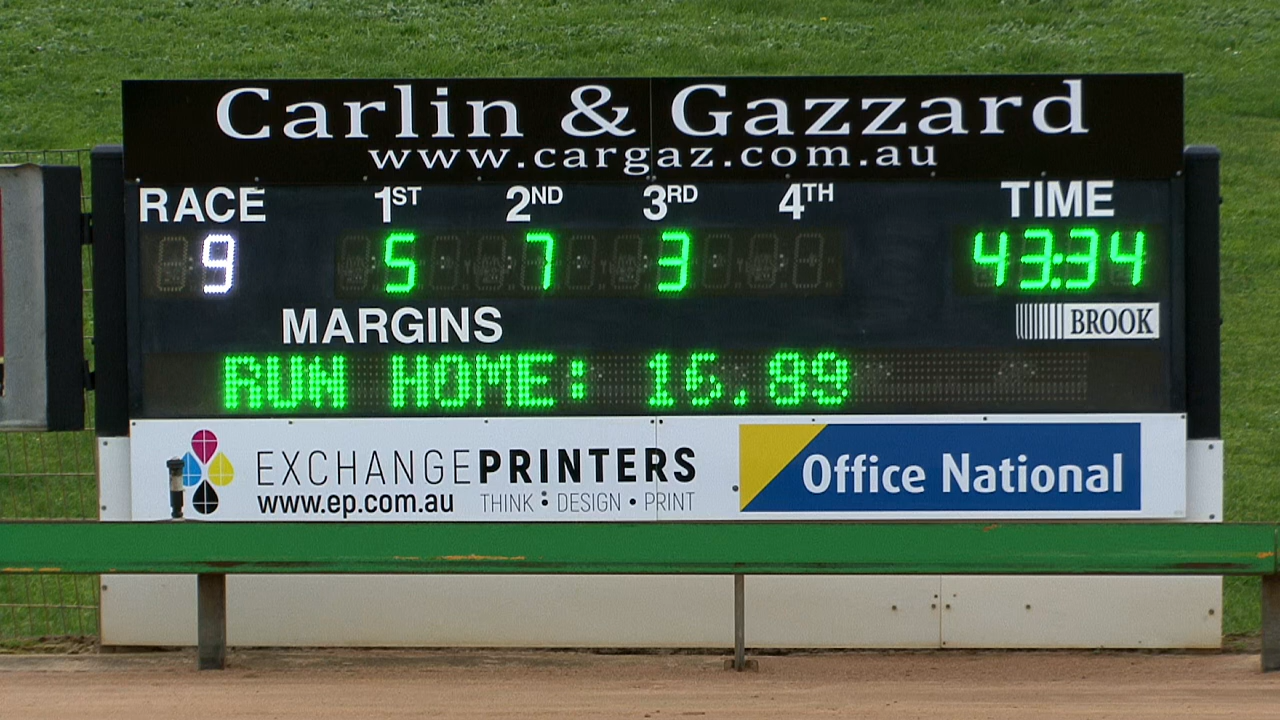 Carlin & Gazzard
www.cargaz.com.au
RACE 1ST 2ND 3RD 4TH TIME
9 5 7 3 43:34
MARGINS BROOK
RUN HOME: 16.89
EXCHANGEPRINTERS
www.ep.com.au THINK • DESIGN • PRINT
Office National